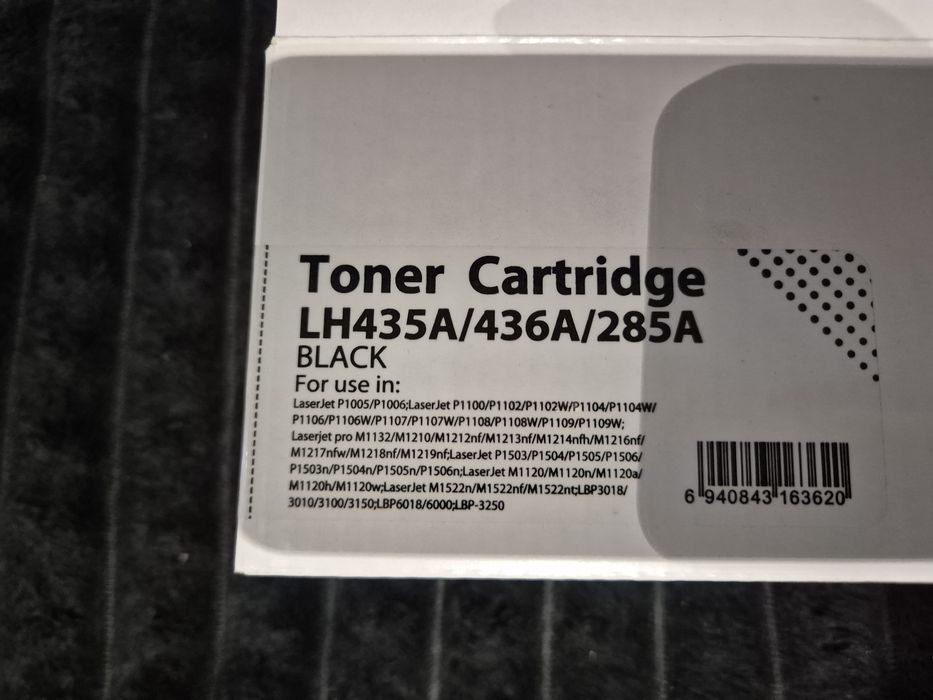 Toner Cartridge
LH435A/436A/285A
BLACK
For use in:
LaserJet P1005/P1006;LaserJet P1100/P1102/P1102W/P1104/P1104W/
P1106/P1106W/P1107/P1107W/P1108/P1108W/P1109/P1109W;
Laserjet pro M1132/M1210/M1212nf/M1213nf/M1214nfh/M1216nf/
M1217nfw/M1218nf/M1219nf;LaserJet P1503/P1504/P1505/P1506/
P1503n/P1504n/P1505n/P1506n;LaserJet M1120/M1120n/M1120a/
M1120h/M1120w;LaserJet M1522n/M1522nf/M1522nt;LBP3018/
3010/3100/3150;LBP6018/6000;LBP-3250
6 940843 163620